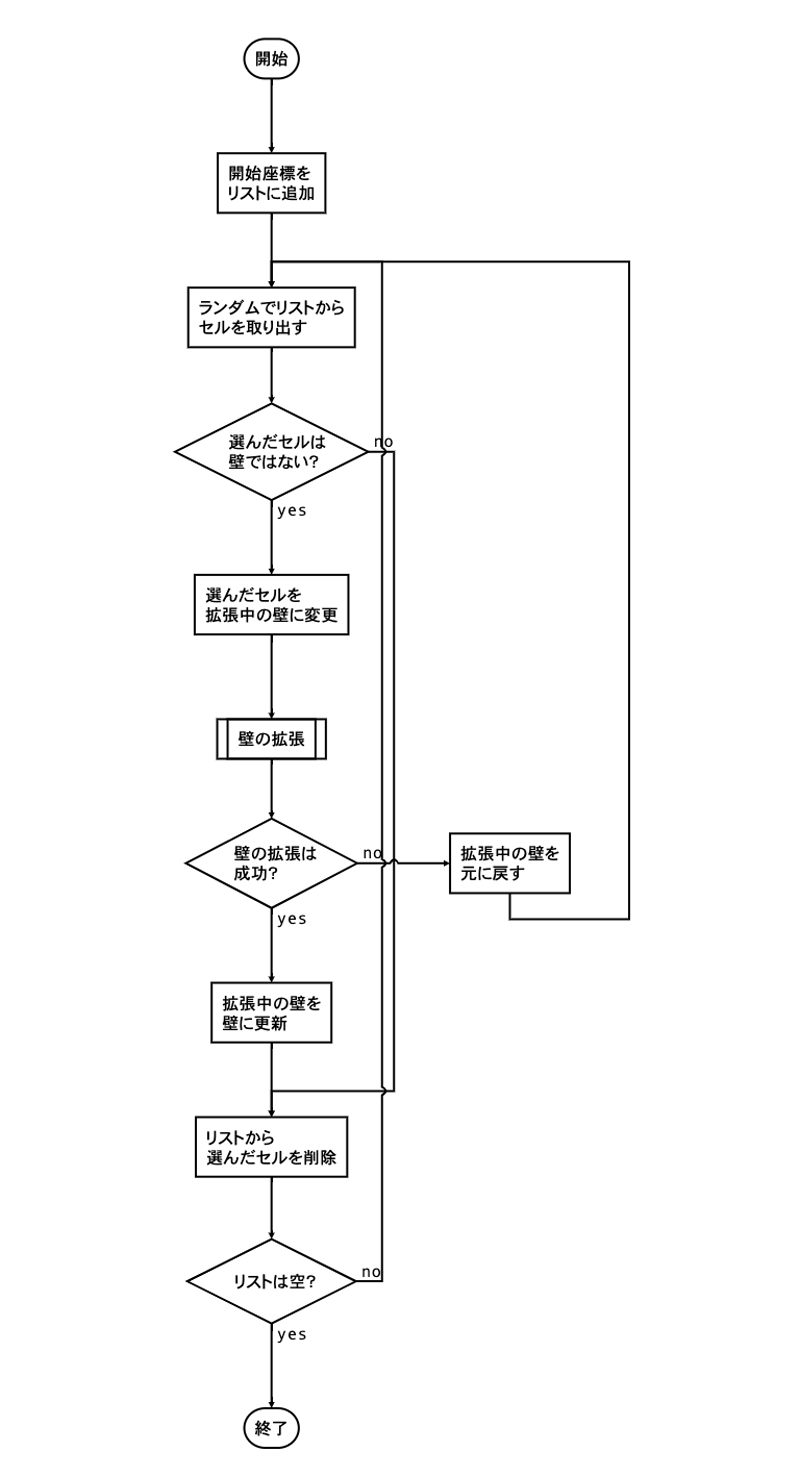 開始
開始座標を
リストに追加
ランダムでリストから
セルを取り出す
選んだセルは
壁ではない?
no
yes
選んだセルを
拡張中の壁に変更
壁の拡張
壁の拡張は
成功?
no
yes
拡張中の壁を
元に戻す
拡張中の壁を
壁に更新
リストから
選んだセルを削除
リストは空?
no
yes
終了